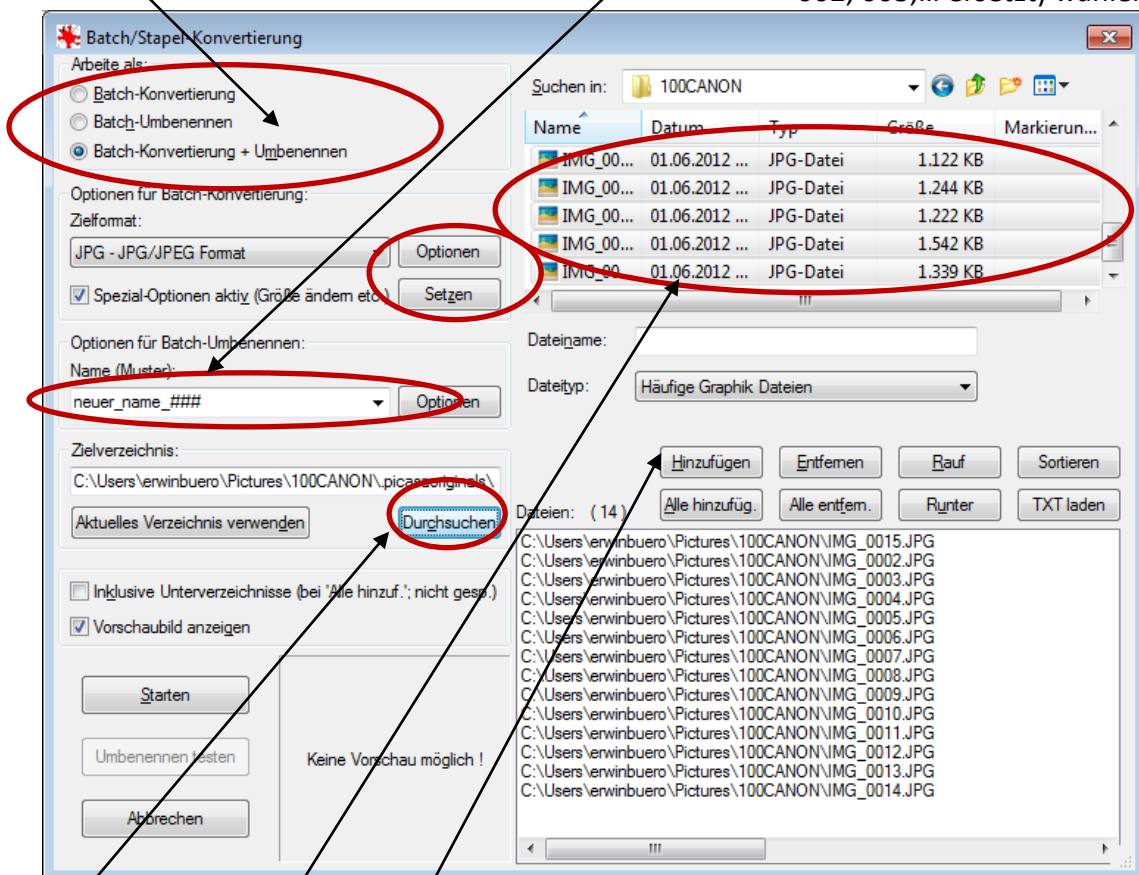 Batch/Stapel-Konvertierung
Arbeite als:
Batch-Konvertierung
Batch-Umbenennen
Batch-Konvertierung + Umbenennen
Optionen für Batch-Konvertierung:
Zielformat:
JPG - JPG/JPEG Format
Optionen
Spezial-Optionen aktiv (Größe ändern etc.)
Setzen
Optionen für Batch-Umbenennen:
Name (Muster):
neuer_name_###
Optionen
Zielverzeichnis:
C:\Users\erwinbuero\Pictures\100CANON\.picasaoriginals\
Aktuelles Verzeichnis verwenden
Durchsuchen
Inklusive Unterverzeichnisse (bei 'Alle hinzuf.'; nicht gesp.)
Vorschaubild anzeigen
Starten
Umbenennen testen
Abbrechen
Keine Vorschau möglich !
Suchen in:
100CANON
Name Datum Typ Größe Markierun...
IMG_00... 01.06.2012 ... JPG-Datei 1.122 KB
IMG_00... 01.06.2012 ... JPG-Datei 1.244 KB
IMG_00... 01.06.2012 ... JPG-Datei 1.222 KB
IMG_00... 01.06.2012 ... JPG-Datei 1.542 KB
IMG_00... 01.06.2012 ... JPG-Datei 1.339 KB
Dateiname:
Dateityp:
Häufige Graphik Dateien
Hinzufügen
Entfernen
Rauf
Sortieren
Dateien: ( 14 )
Alle hinzufüg.
Alle entfern.
Runter
TXT laden
C:\Users\erwinbuero\Pictures\100CANON\IMG_0015.JPG
C:\Users\erwinbuero\Pictures\100CANON\IMG_0002.JPG
C:\Users\erwinbuero\Pictures\100CANON\IMG_0003.JPG
C:\Users\erwinbuero\Pictures\100CANON\IMG_0004.JPG
C:\Users\erwinbuero\Pictures\100CANON\IMG_0005.JPG
C:\Users\erwinbuero\Pictures\100CANON\IMG_0006.JPG
C:\Users\erwinbuero\Pictures\100CANON\IMG_0007.JPG
C:\Users\erwinbuero\Pictures\100CANON\IMG_0008.JPG
C:\Users\erwinbuero\Pictures\100CANON\IMG_0009.JPG
C:\Users\erwinbuero\Pictures\100CANON\IMG_0010.JPG
C:\Users\erwinbuero\Pictures\100CANON\IMG_0011.JPG
C:\Users\erwinbuero\Pictures\100CANON\IMG_0012.JPG
C:\Users\erwinbuero\Pictures\100CANON\IMG_0013.JPG
C:\Users\erwinbuero\Pictures\100CANON\IMG_0014.JPG